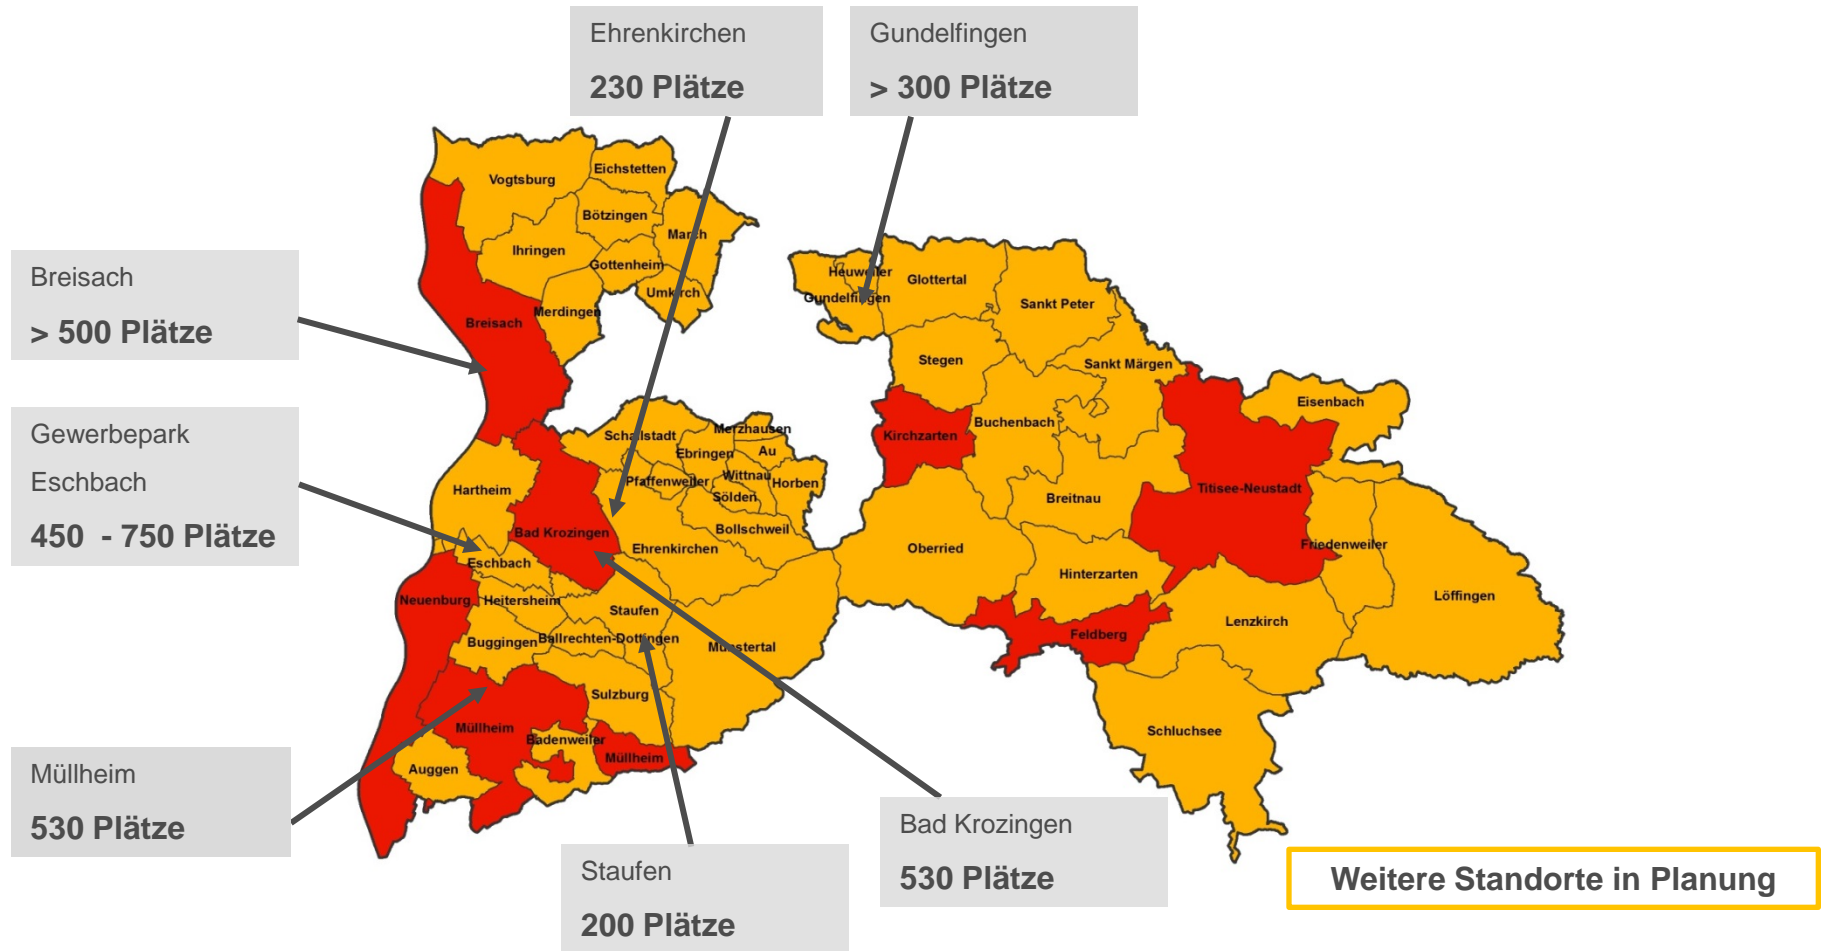 Ehrenkirchen
230 Plätze
Gundelfingen
> 300 Plätze
Breisach
> 500 Plätze
Gewerbepark
Eschbach
450 - 750 Plätze
Müllheim
530 Plätze
Staufen
200 Plätze
Bad Krozingen
530 Plätze
Weitere Standorte in Planung
Vogtsburg
Eichstetten
Bötzingen
March
Ihringen
Gottenheim
Umkirch
Merdingen
Breisach
Heuweiler
Gundelfingen
Glottertal
Sankt Peter
Stegen
Sankt Märgen
Kirchzarten
Buchenbach
Eisenbach
Titisee-Neustadt
Breitnau
Oberried
Hinterzarten
Friedenweiler
Löffingen
Feldberg
Lenzkirch
Schluchsee
Schallstadt
Merzhausen
Ebringen
Au
Pfaffenweiler
Wittnau
Horben
Sölden
Bollschweil
Hartheim
Bad Krozingen
Ehrenkirchen
Eschbach
Neuenburg
Heitersheim
Staufen
Buggingen
Ballrechten-Dottingen
Münstertal
Sulzburg
Müllheim
Badenweiler
Müllheim
Auggen